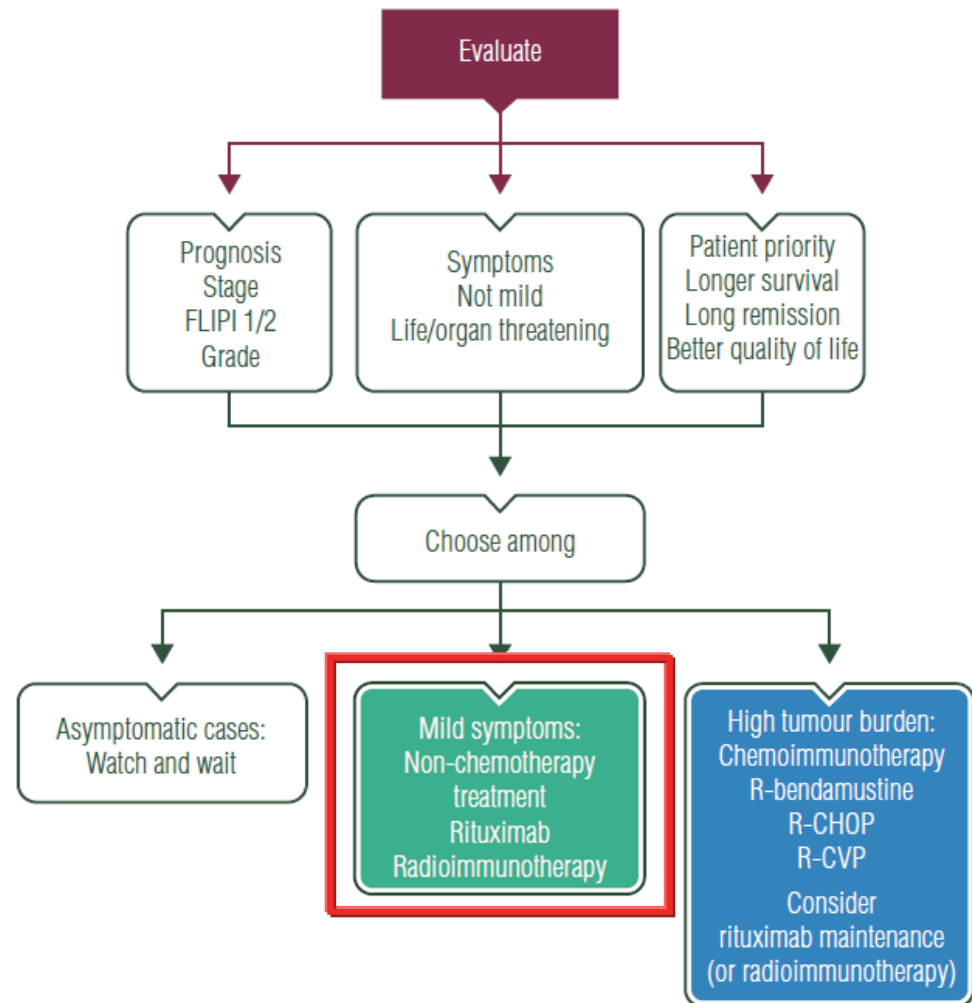 Evaluate
Prognosis
Stage
FLIPI 1/2
Grade
Symptoms
Not mild
Life/organ threatening
Patient priority
Longer survival
Long remission
Better quality of life
Choose among
Asymptomatic cases:
Watch and wait
Mild symptoms:
Non-chemotherapy
treatment
Rituximab
Radioimmunotherapy
High tumour burden:
Chemoimmunotherapy
R-bendamustine
R-CHOP
R-CVP
Consider
rituximab maintenance
(or radioimmunotherapy)